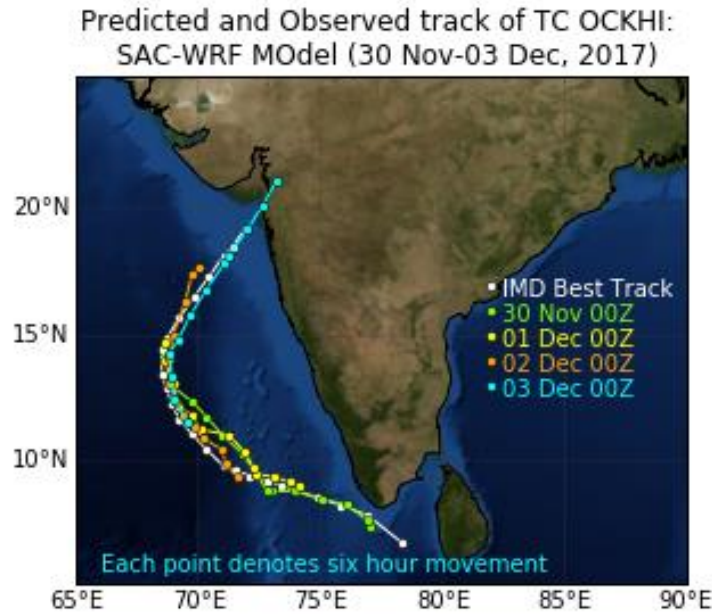 Predicted and Observed track of TC OCKHI:
SAC-WRF MOdel (30 Nov-03 Dec, 2017)
20°N
IMD Best Track
30 Nov 00Z
15°N
01 Dec 00Z
02 Dec 00Z
03 Dec 00Z
10°N
Each point denotes six hour movement
65°E 70°E 75°E 80°E 85°E 90°E